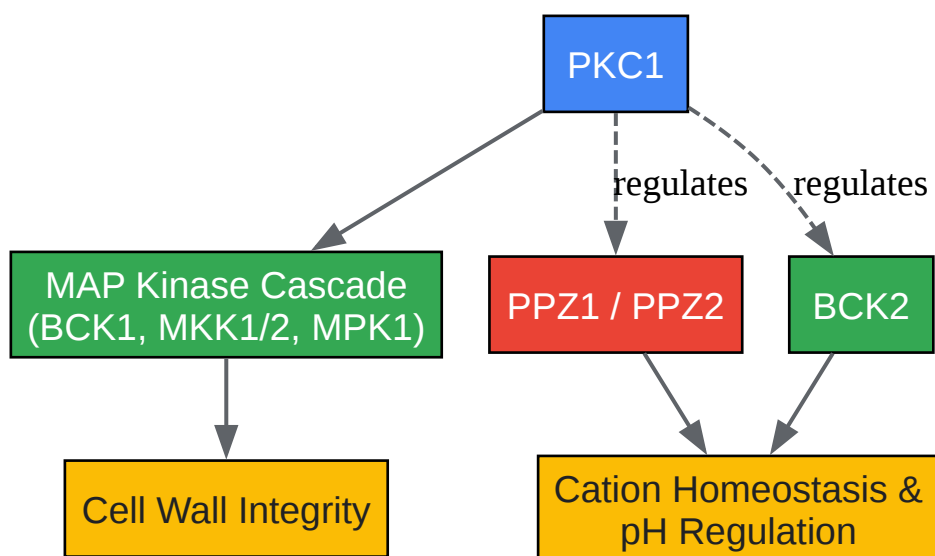 PKC1
regulates
regulates
MAP Kinase Cascade
(BCK1, MKK1/2, MPK1)
PPZ1 / PPZ2
BCK2
Cell Wall Integrity
Cation Homeostasis &
pH Regulation